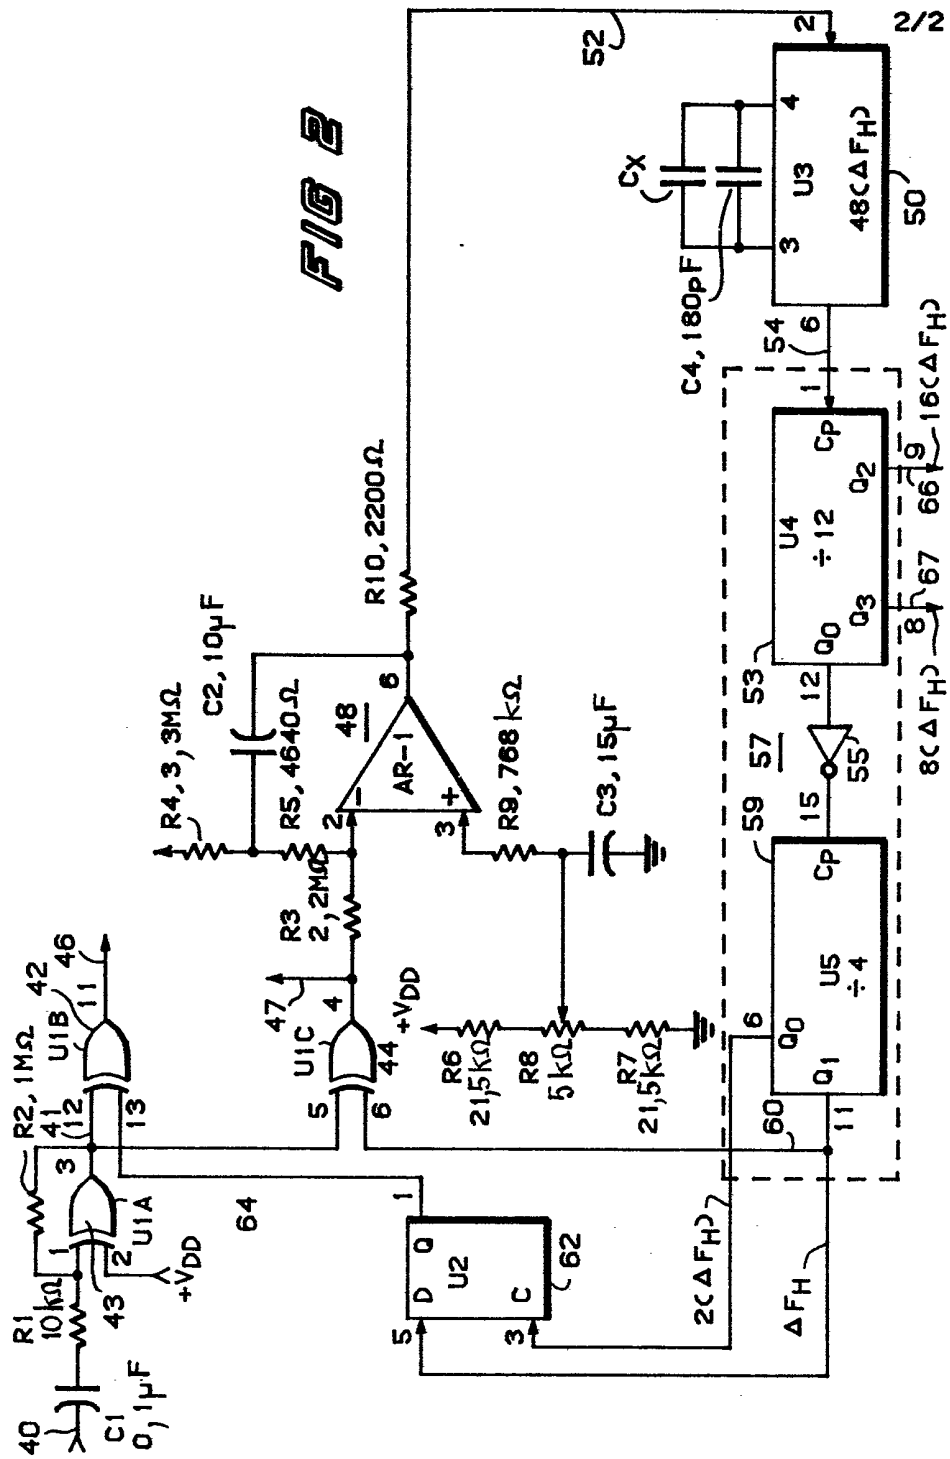 2/2
FIG 2
40
C1
0,1μF
R1
10kΩ
43
1
2
+VDD
U1A
3
R2,1MΩ
41
12
13
U1B
42
11
46
64
5
6
U1C
44
4
47
R3
2,2MΩ
R4,3,3MΩ
R5,4640Ω
C2,10μF
2
3
−
+
AR-1
48
6
R9,768kΩ
C3,15μF
+VDD
R6
21,5kΩ
R8
5kΩ
R7
21,5kΩ
R10,2200Ω
52
2
CX
C4,180pF
3
4
U3
48(ΔFH)
50
6
54
1
CP
U4
÷12
Q0
Q3
Q2
53
8
67
66
9
8(ΔFH)
16(ΔFH)
12
57
55
15
59
CP
U5
÷4
Q0
Q1
6
60
11
1
D
Q
U2
C
5
3
62
2(ΔFH)
ΔFH